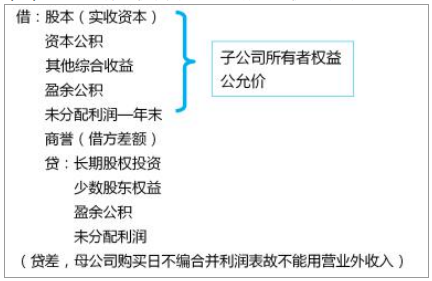 借：股本（实收资本）
资本公积
其他综合收益
盈余公积
未分配利润—年末
子公司所有者权益
公允价
商誉（借方差额）
贷：长期股权投资
少数股东权益
盈余公积
未分配利润
（贷差，母公司购买日不编合并利润表故不能用营业外收入）